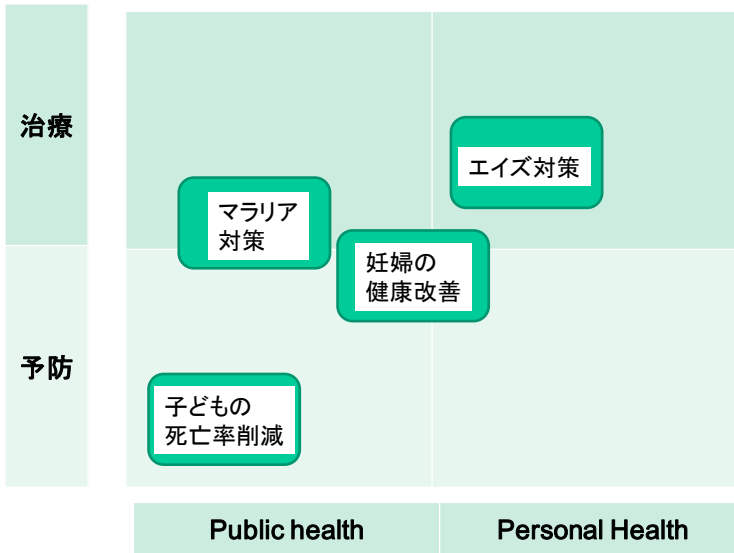 治療
エイズ対策
マラリア
対策
妊婦の
健康改善
予防
子どもの
死亡率削減
Public health
Personal Health